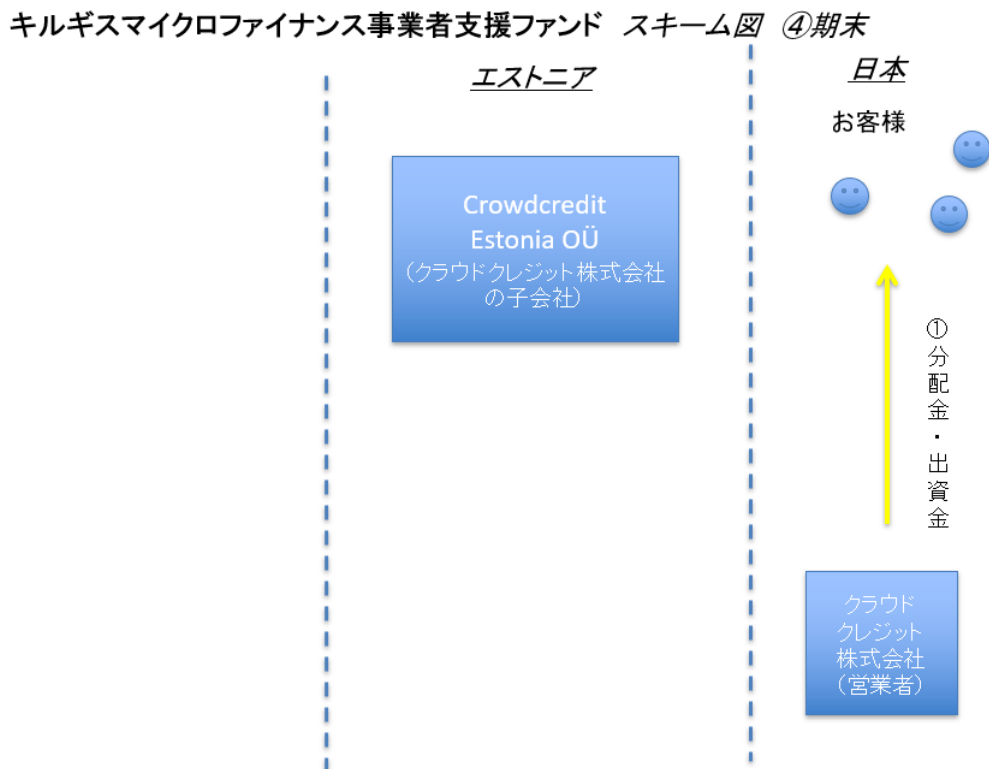 キルギスマイクロファイナンス事業者支援ファンド スキーム図 ④期末
エストニア
日本
お客様
Crowdcredit
Estonia OÜ
（クラウドクレジット株式会社
の子会社）
①分配金・出資金
クラウド
クレジット
株式会社
（営業者）